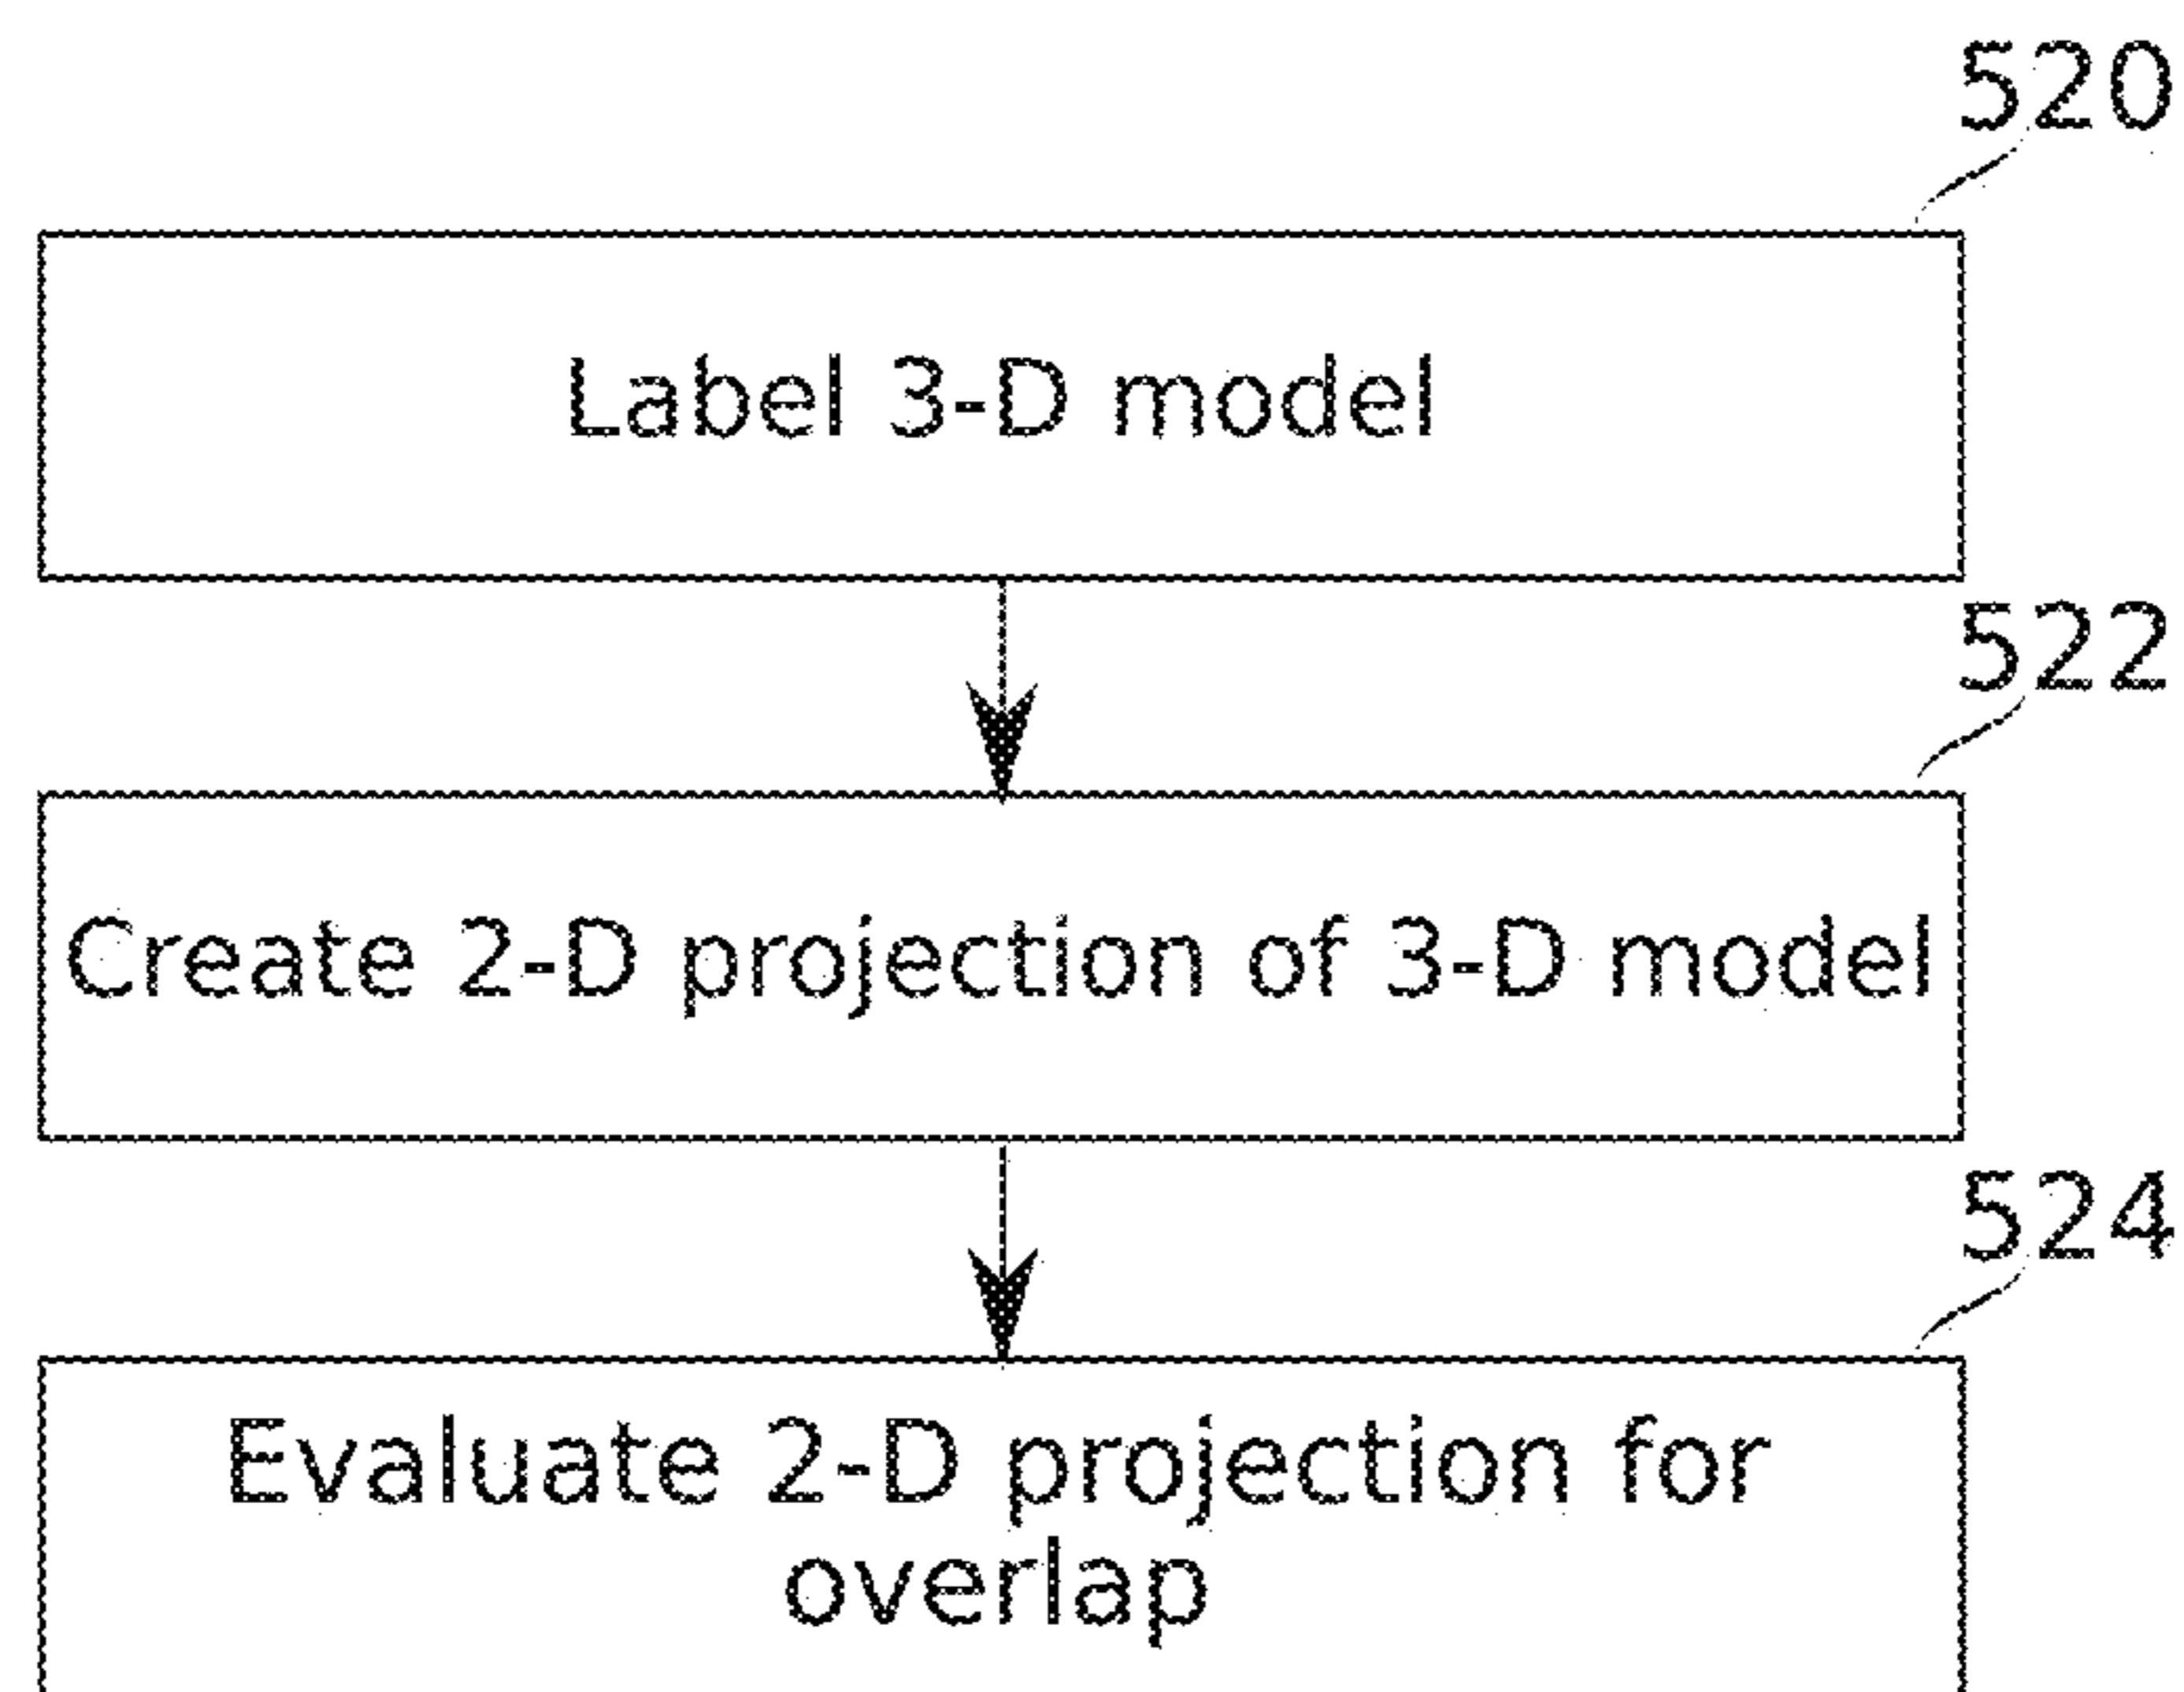 520
Label 3-D model
522
Create 2-D projection of 3-D model
524
Evaluate 2-D projection for
overlap